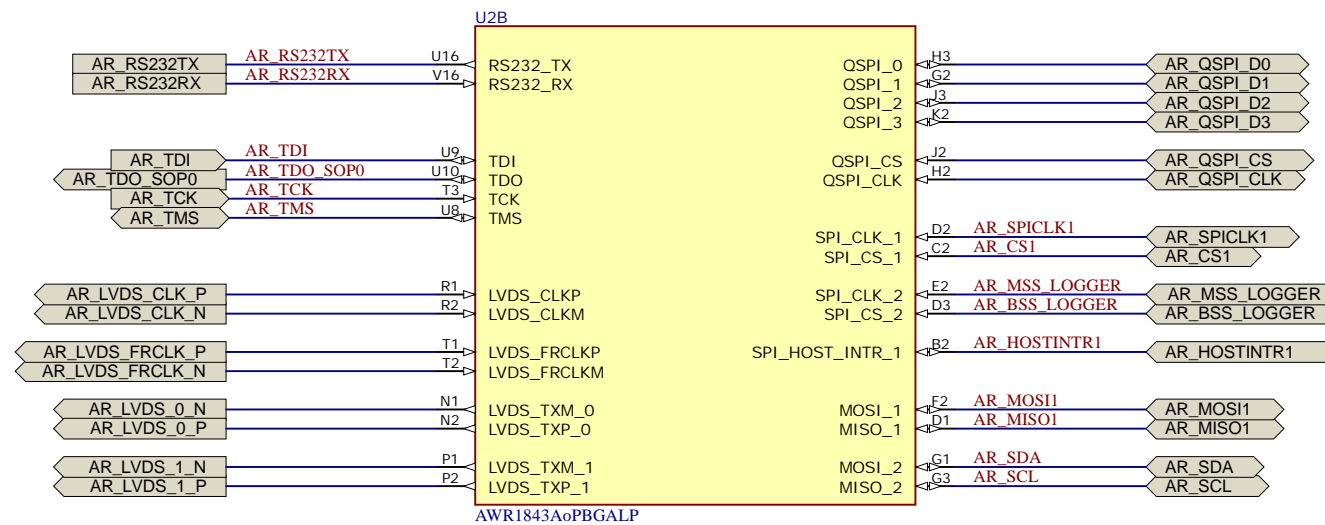 U2B
AR_RS232TX AR_RS232TX U16 RS232_TX QSPI_0 H3 AR_QSPI_D0
AR_RS232RX AR_RS232RX V16 RS232_RX QSPI_1 G2 AR_QSPI_D1
QSPI_2 J3 AR_QSPI_D2
QSPI_3 K2 AR_QSPI_D3
AR_TDI AR_TDI U9 TDI QSPI_CS J2 AR_QSPI_CS
AR_TDO_SOP0 AR_TDO_SOP0 U10 TDO QSPI_CLK H2 AR_QSPI_CLK
AR_TCK AR_TCK T3 TCK
AR_TMS AR_TMS U8 TMS
SPI_CLK_1 D2 AR_SPICLK1 AR_SPICLK1
SPI_CS_1 C2 AR_CS1 AR_CS1
AR_LVDS_CLK_P R1 LVDS_CLKP SPI_CLK_2 E2 AR_MSS_LOGGER AR_MSS_LOGGER
AR_LVDS_CLK_N R2 LVDS_CLKM SPI_CS_2 D3 AR_BSS_LOGGER AR_BSS_LOGGER
AR_LVDS_FRCLK_P T1 LVDS_FRCLKP SPI_HOST_INTR_1 B2 AR_HOSTINTR1 AR_HOSTINTR1
AR_LVDS_FRCLK_N T2 LVDS_FRCLKM
AR_LVDS_0_N N1 LVDS_TXM_0 MOSI_1 F2 AR_MOSI1 AR_MOSI1
AR_LVDS_0_P N2 LVDS_TXP_0 MISO_1 D1 AR_MISO1 AR_MISO1
AR_LVDS_1_N P1 LVDS_TXM_1 MOSI_2 G1 AR_SDA AR_SDA
AR_LVDS_1_P P2 LVDS_TXP_1 MISO_2 G3 AR_SCL AR_SCL
AWR1843AoPBGALP